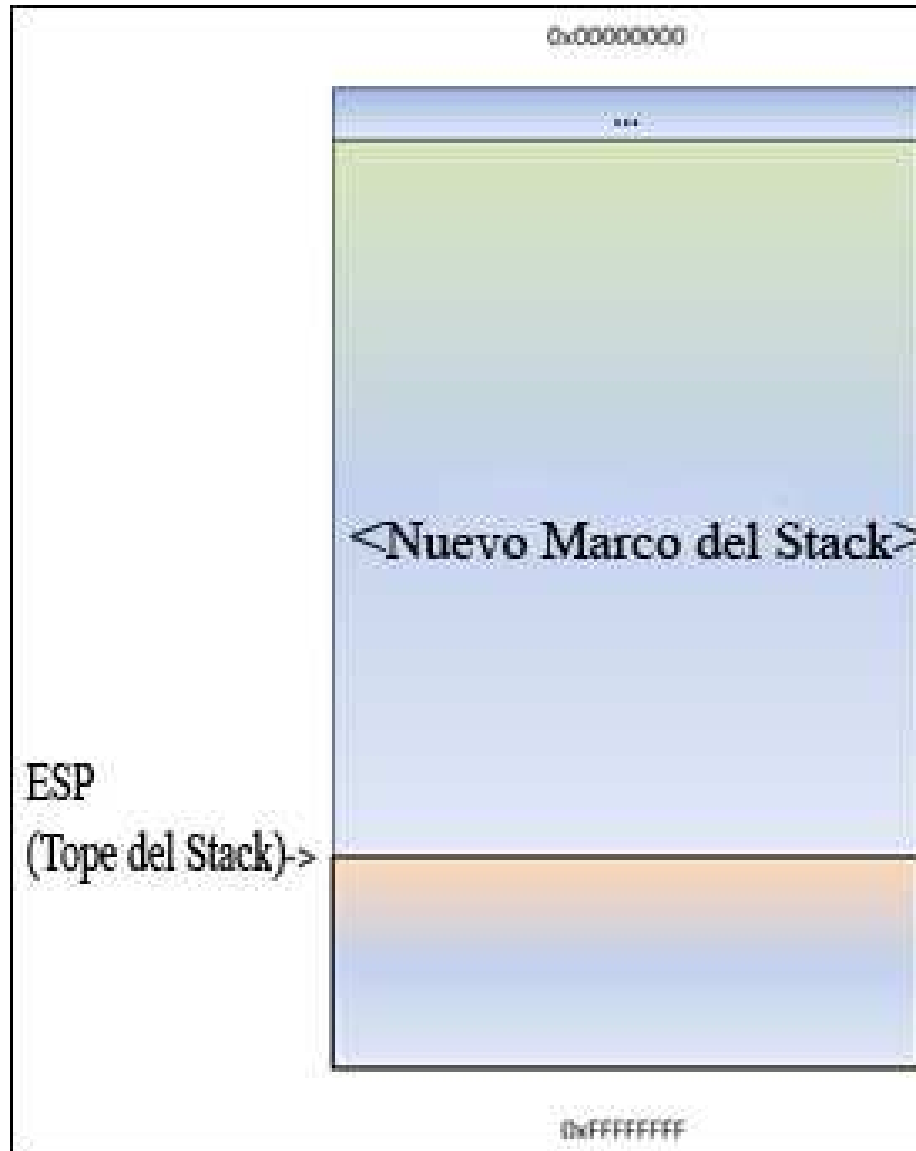 0x00000000
...
<Nuevo Marco del Stack>
ESP
(Tope del Stack)->
0xFFFFFFFF